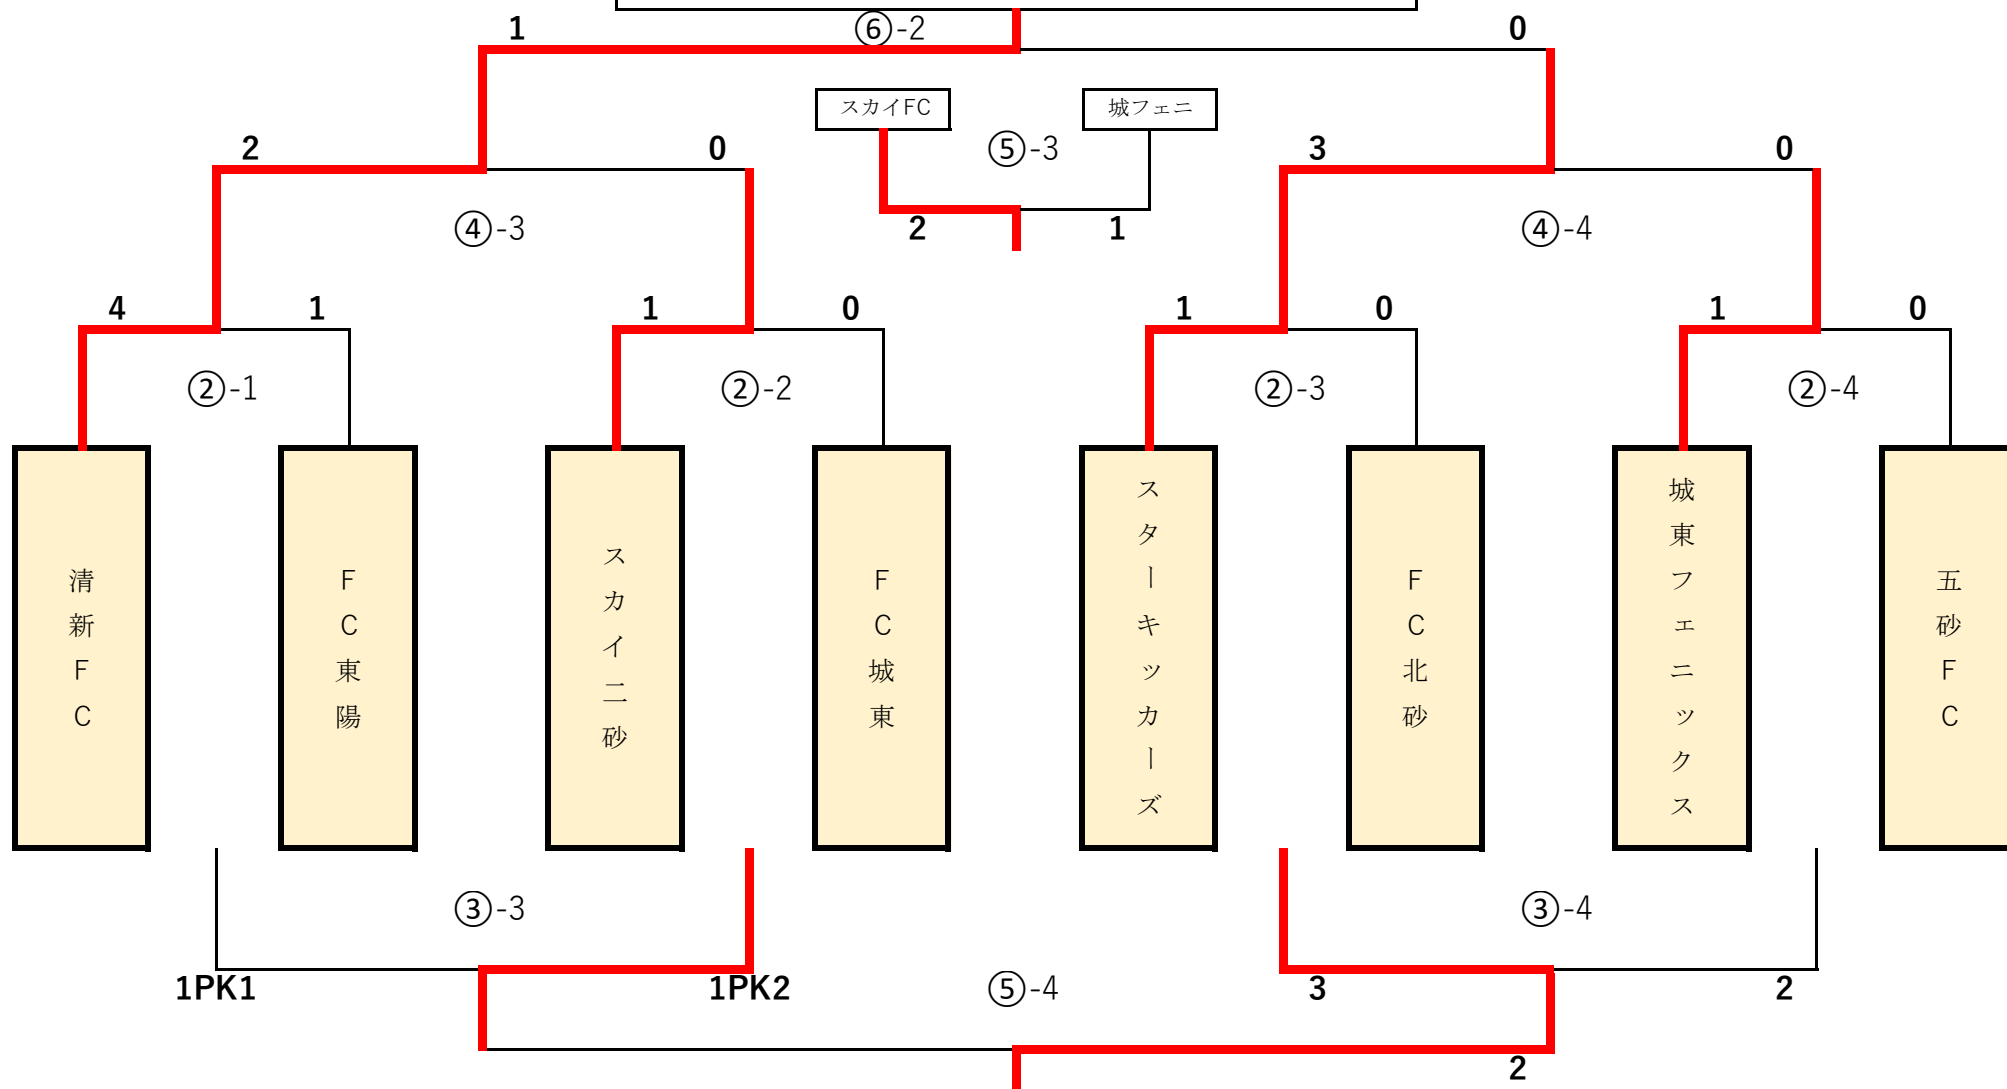 1
⑥-2
0
スカイFC
城フェニ
2
0
⑤-3
3
0
④-3
2
1
④-4
4
1
1
0
1
0
1
0
②-1
②-2
②-3
②-4
清新FC
FC東陽
スカイ二砂
FC城東
スターキッカーズ
FC北砂
城東フェニックス
五砂FC
③-3
③-4
1PK1
1PK2
⑤-4
3
2
2